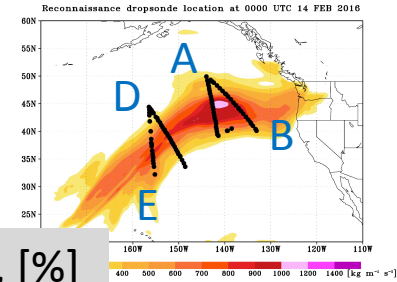 Reconnaissance dropsonde location at 0000 UTC 14 FEB 2016
60N
55N
50N
45N
40N
35N
30N
25N
A
D
B
E
160W 150W 140W 130W 120W 110W
[%]
400 500 600 700 800 900 1000 1200 1400 [kg m⁻¹ s⁻¹]